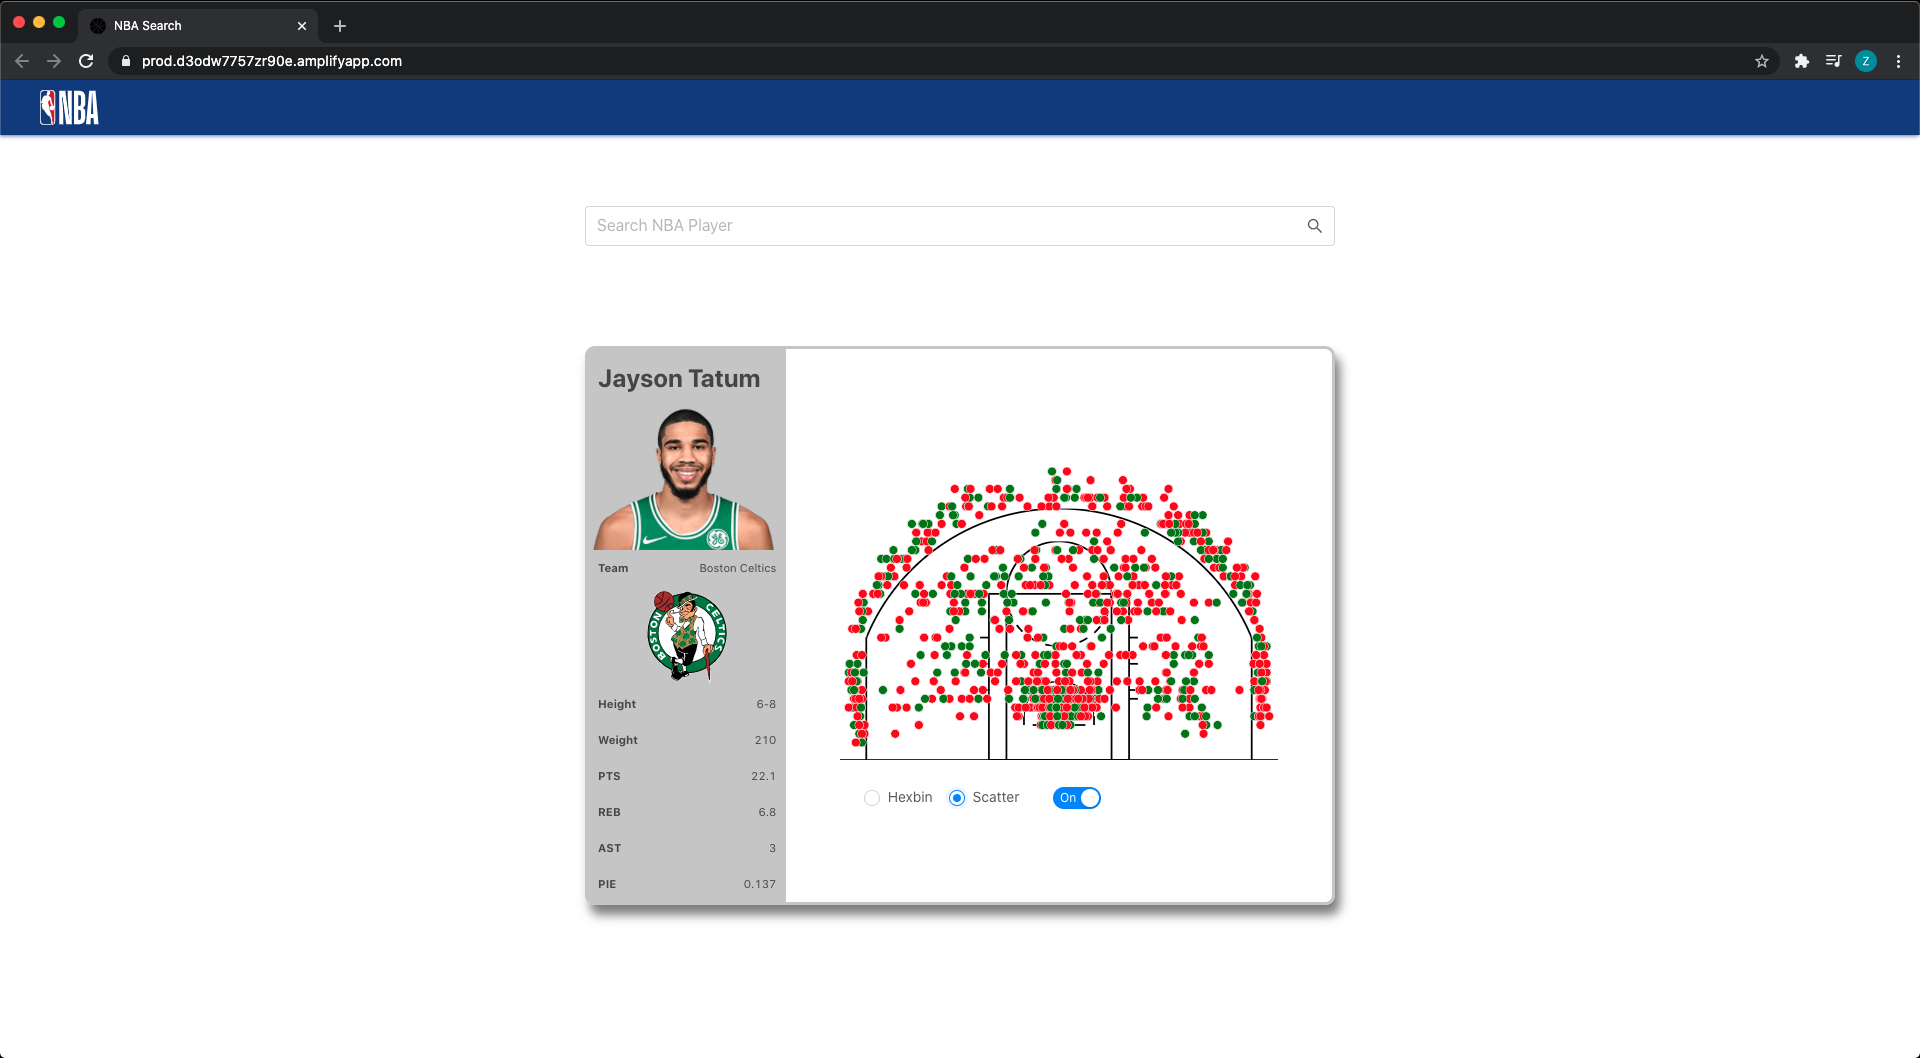 NBA Search
prod.d3odw7757zr90e.amplifyapp.com
Z
NBA
Search NBA Player
Jayson Tatum
Team Boston Celtics
BOSTON CELTICS
Height 6-8
Weight 210
PTS 22.1
REB 6.8
AST 3
PIE 0.137
Hexbin Scatter On